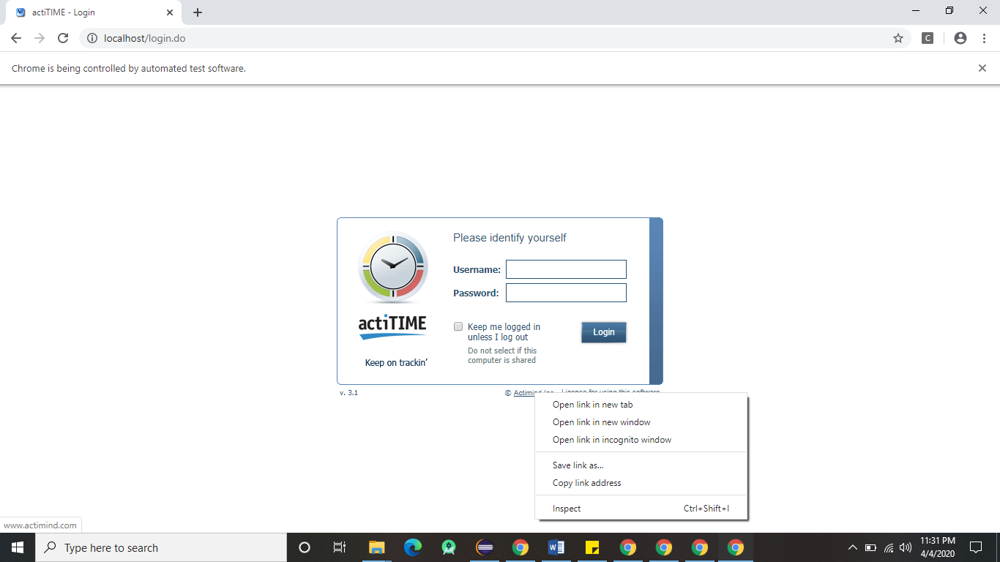 actiTIME - Login
localhost/login.do
C
Chrome is being controlled by automated test software.
Please identify yourself
Username:
Password:
actiTIME
Keep me logged in
unless I log out
Login
Do not select if this
computer is shared
Keep on trackin'
v. 3.1
© Actimind Inc. License for using this software
Open link in new tab
Open link in new window
Open link in incognito window
Save link as...
Copy link address
Inspect Ctrl+Shift+I
www.actimind.com
Type here to search
W
11:31 PM
4/4/2020